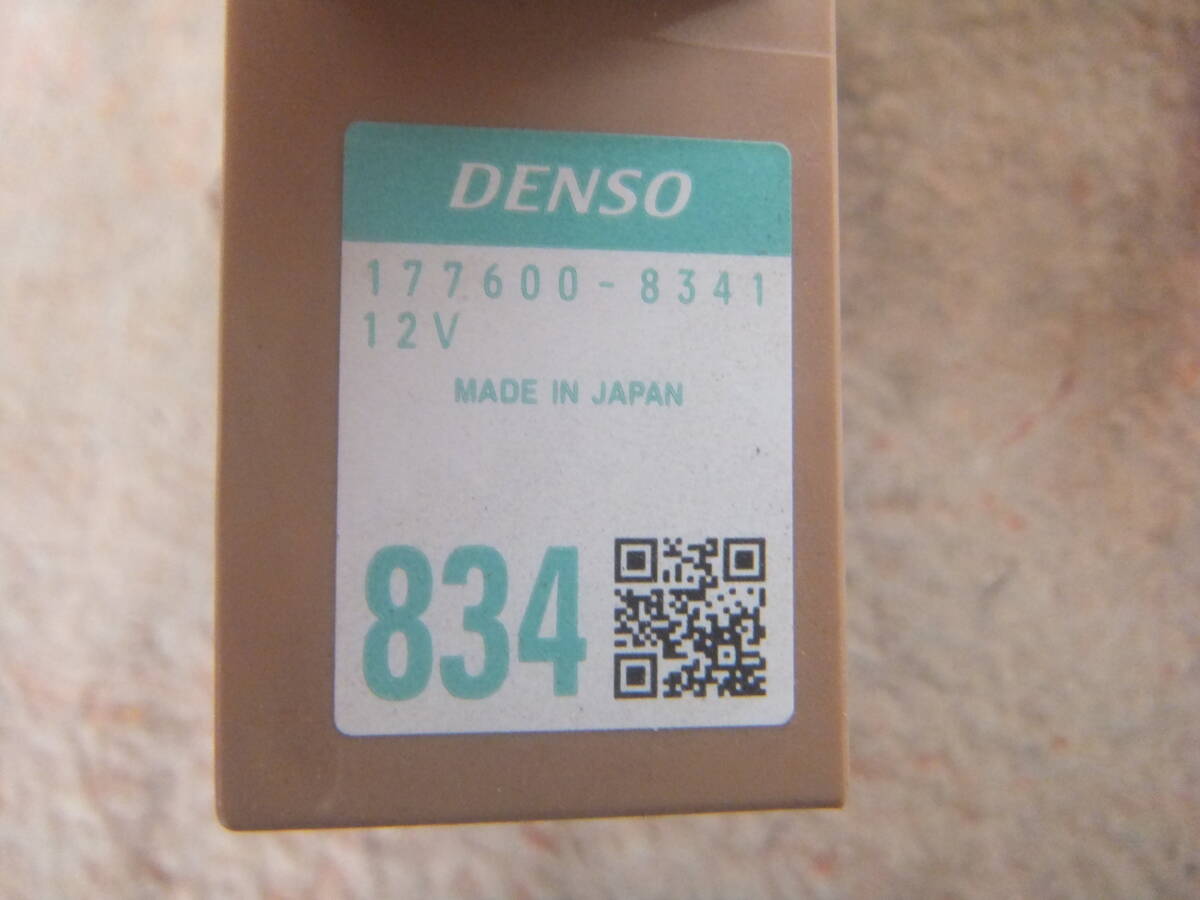 DENSO
177600-8341
12V
MADE IN JAPAN
834